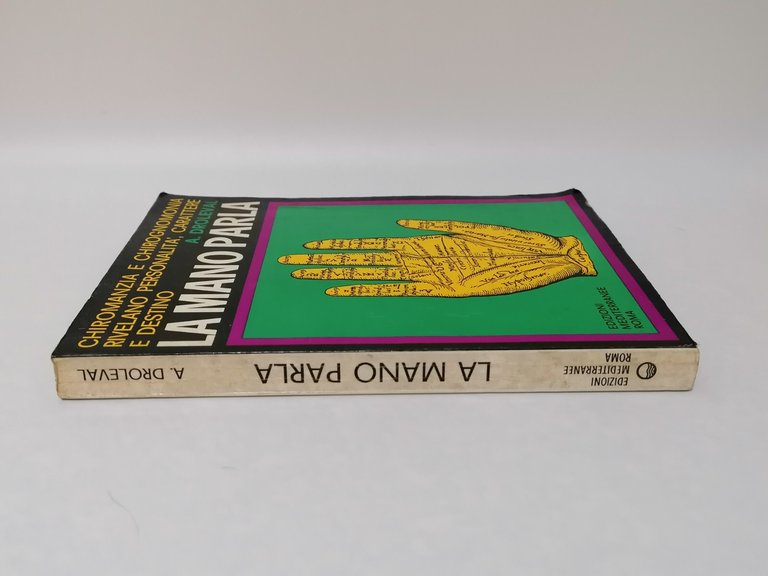 CHIROMANZIA E CHIROGNOMONIA
RIVELANO PERSONALITA' CARATTERE
E DESTINO
A. DROLEVAL
LA MANO PARLA
EDIZIONI
MEDITERRANEE
ROMA
A. DROLEVAL
LA MANO PARLA
EDIZIONI
MEDITERRANEE
ROMA